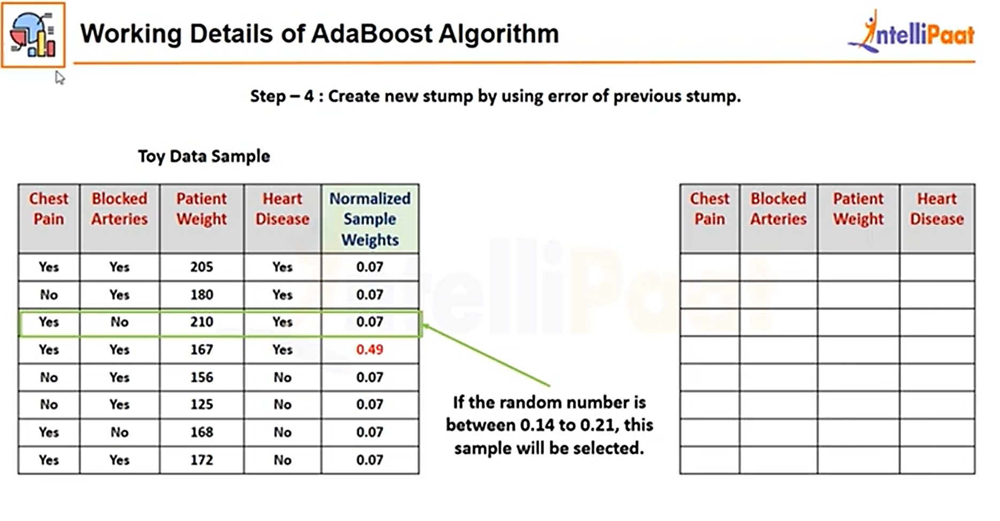 Working Details of AdaBoost Algorithm
IntelliPaat
Step – 4 : Create new stump by using error of previous stump.
Toy Data Sample
Chest Pain Blocked Arteries Patient Weight Heart Disease Normalized Sample Weights
Yes Yes 205 Yes 0.07
No Yes 180 Yes 0.07
Yes No 210 Yes 0.07
Yes Yes 167 Yes 0.49
No Yes 156 No 0.07
No Yes 125 No 0.07
Yes No 168 No 0.07
Yes Yes 172 No 0.07
If the random number is
between 0.14 to 0.21, this
sample will be selected.
Chest Pain Blocked Arteries Patient Weight Heart Disease
IntelliPaat